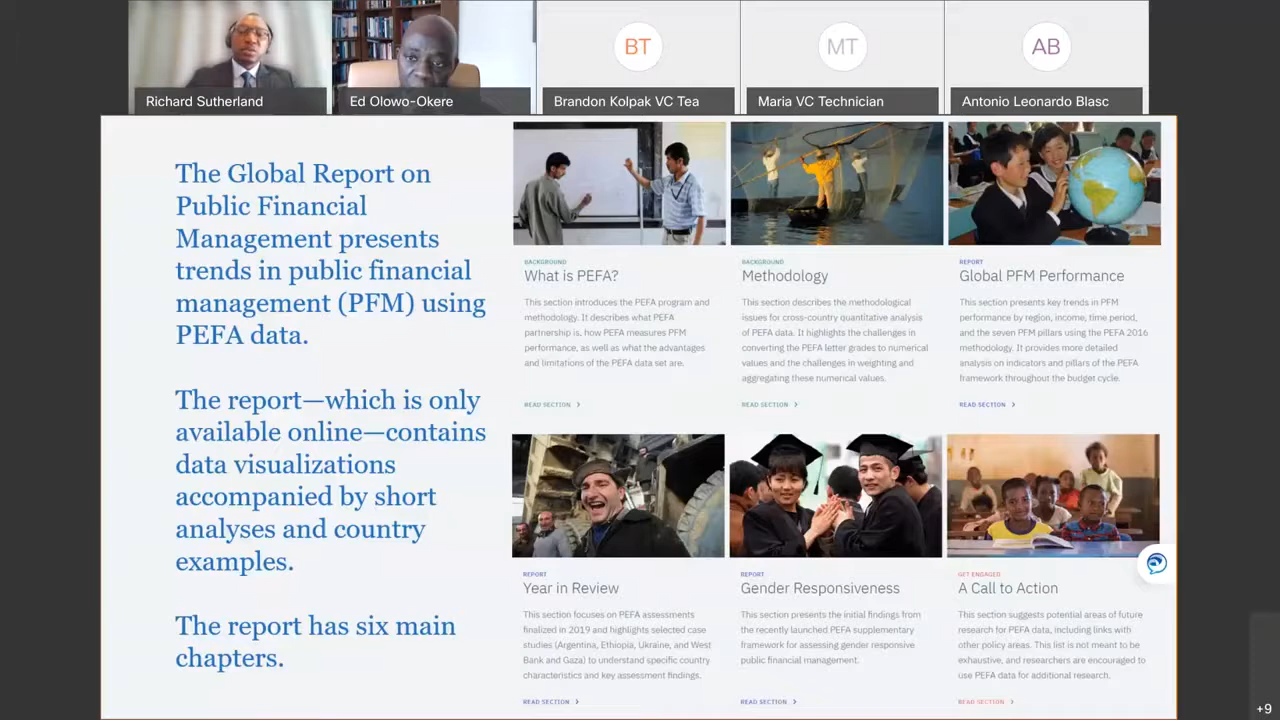 BT
MT
AB
Richard Sutherland
Ed Olowo-Okere
Brandon Kolpak VC Tea
Maria VC Technician
Antonio Leonardo Blasc
The Global Report on
Public Financial
Management presents
trends in public financial
management (PFM) using
PEFA data.
The report—which is only
available online—contains
data visualizations
accompanied by short
analyses and country
examples.
The report has six main
chapters.
BACKGROUND
What is PEFA?
This section introduces the PEFA program and
methodology. It describes what PEFA
partnership is, how PEFA measures PFM
performance, as well as what the advantages
and limitations of the PEFA data set are.
READ SECTION >
BACKGROUND
Methodology
This section describes the methodological
issues for cross-country quantitative analysis
of PEFA data. It highlights the challenges in
converting the PEFA letter grades to numerical
values and the challenges in weighting and
aggregating these numerical values.
READ SECTION >
REPORT
Global PFM Performance
This section presents key trends in PFM
performance by region, income, time period,
and the seven PFM pillars using the PEFA 2016
methodology. It provides more detailed
analysis on indicators and pillars of the PEFA
framework throughout the budget cycle.
READ SECTION >
REPORT
Year in Review
This section focuses on PEFA assessments
finalized in 2019 and highlights selected case
studies (Argentina, Ethiopia, Ukraine, and West
Bank and Gaza) to understand specific country
characteristics and key assessment findings.
READ SECTION >
REPORT
Gender Responsiveness
This section presents the initial findings from
the recently launched PEFA supplementary
framework for assessing gender responsive
public financial management.
READ SECTION >
GET ENGAGED
A Call to Action
This section suggests potential areas of future
research for PEFA data, including links with
other policy areas. This list is not meant to be
exhaustive, and researchers are encouraged to
use PEFA data for additional research.
READ SECTION >
+9